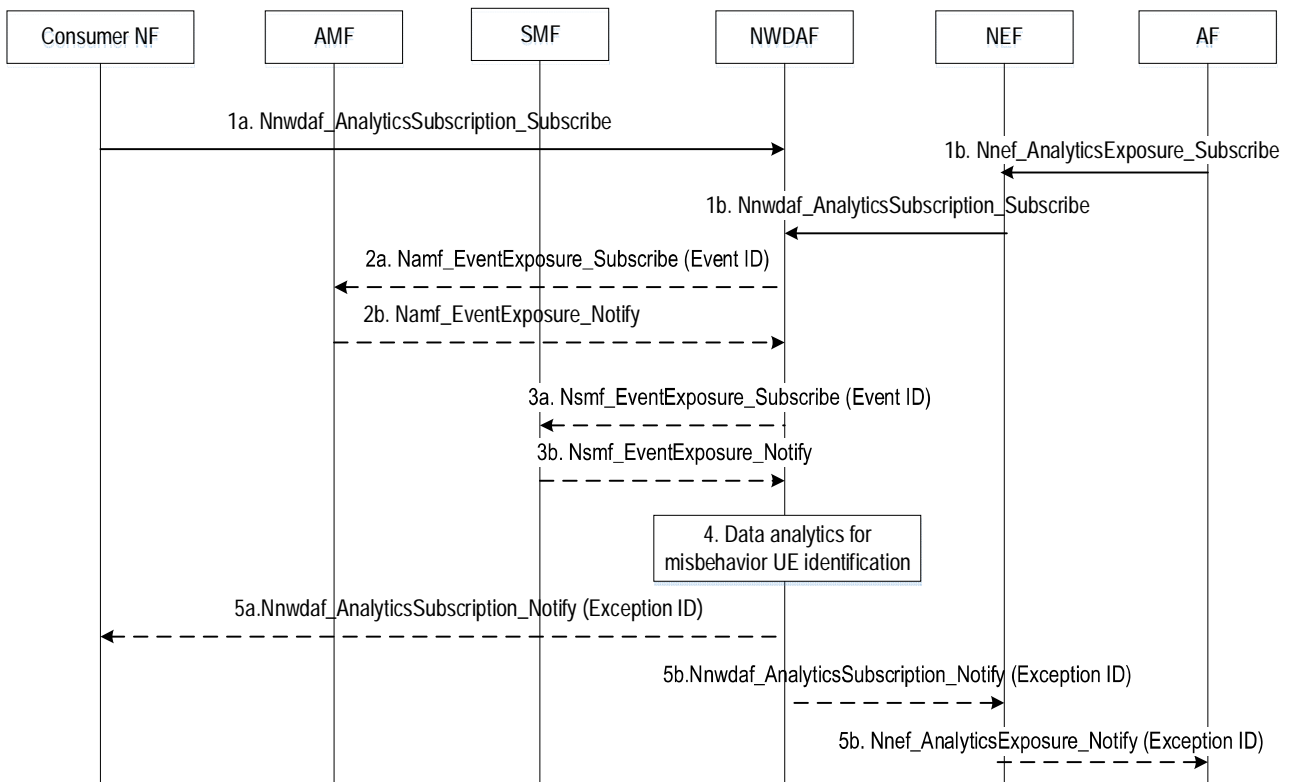 Consumer NF
AMF
SMF
NWDAF
NEF
AF
1a. Nnwdaf_AnalyticsSubscription_Subscribe
1b. Nnef_AnalyticsExposure_Subscribe
1b. Nnwdaf_AnalyticsSubscription_Subscribe
2a. Namf_EventExposure_Subscribe (Event ID)
2b. Namf_EventExposure_Notify
3a. Nsmf_EventExposure_Subscribe (Event ID)
3b. Nsmf_EventExposure_Notify
4. Data analytics for
misbehavior UE identification
5a.Nnwdaf_AnalyticsSubscription_Notify (Exception ID)
5b.Nnwdaf_AnalyticsSubscription_Notify (Exception ID)
5b. Nnef_AnalyticsExposure_Notify (Exception ID)